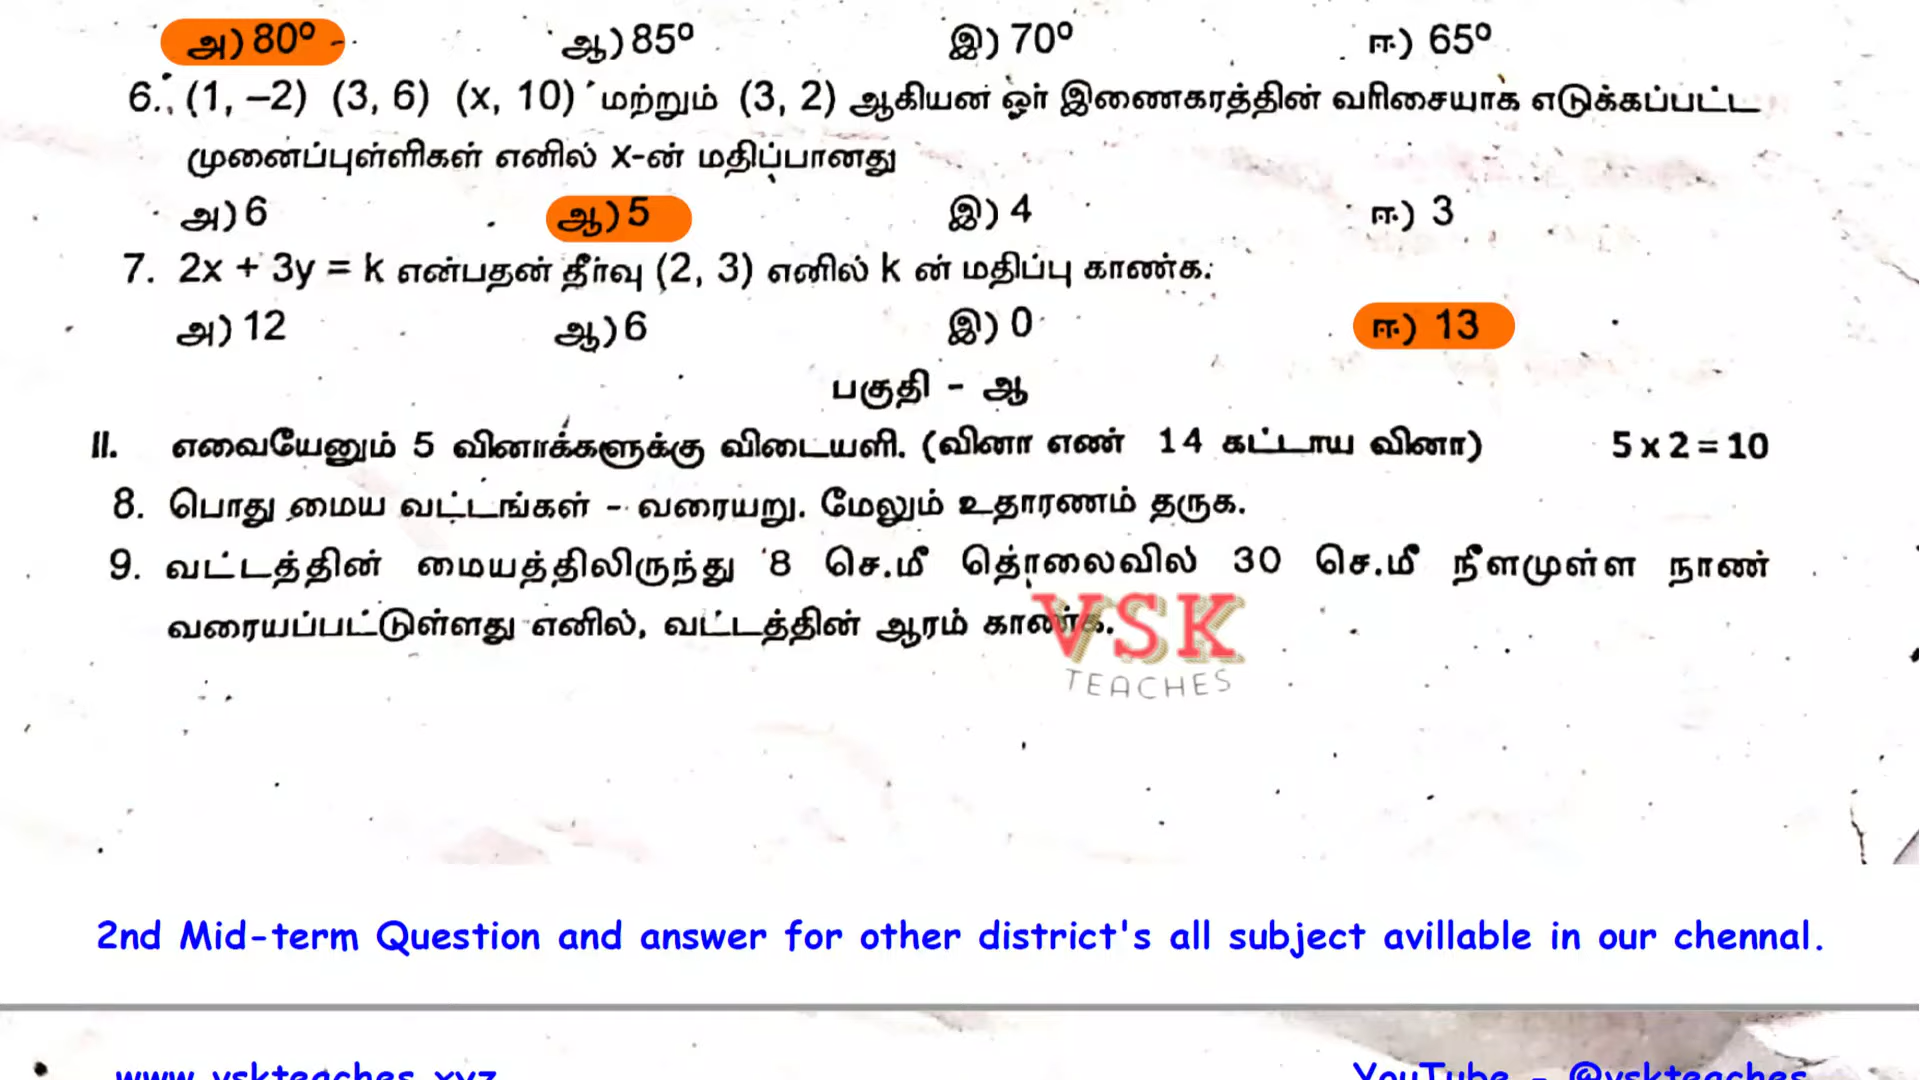 அ) 80° ஆ) 85° இ) 70° ஈ) 65°
6. (1, –2) (3, 6) (x, 10) மற்றும் (3, 2) ஆகியன ஓர் இணைகரத்தின் வரிசையாக எடுக்கப்பட்ட
முனைப்புள்ளிகள் எனில் x-ன் மதிப்பானது
அ) 6 ஆ) 5 இ) 4 ஈ) 3
7. 2x + 3y = k என்பதன் தீர்வு (2, 3) எனில் k ன் மதிப்பு காண்க.
அ) 12 ஆ) 6 இ) 0 ஈ) 13
பகுதி - ஆ
II. எவையேனும் 5 வினாக்களுக்கு விடையளி. (வினா எண் 14 கட்டாய வினா) 5 x 2 = 10
8. பொது மைய வட்டங்கள் - வரையறு. மேலும் உதாரணம் தருக.
9. வட்டத்தின் மையத்திலிருந்து 8 செ.மீ தொலைவில் 30 செ.மீ நீளமுள்ள நாண்
வரையப்பட்டுள்ளது எனில், வட்டத்தின் ஆரம் காண்க.
VSK
TEACHES
2nd Mid-term Question and answer for other district's all subject avillable in our chennal.
www.vskteaches.xyz YouTube - @vskteaches